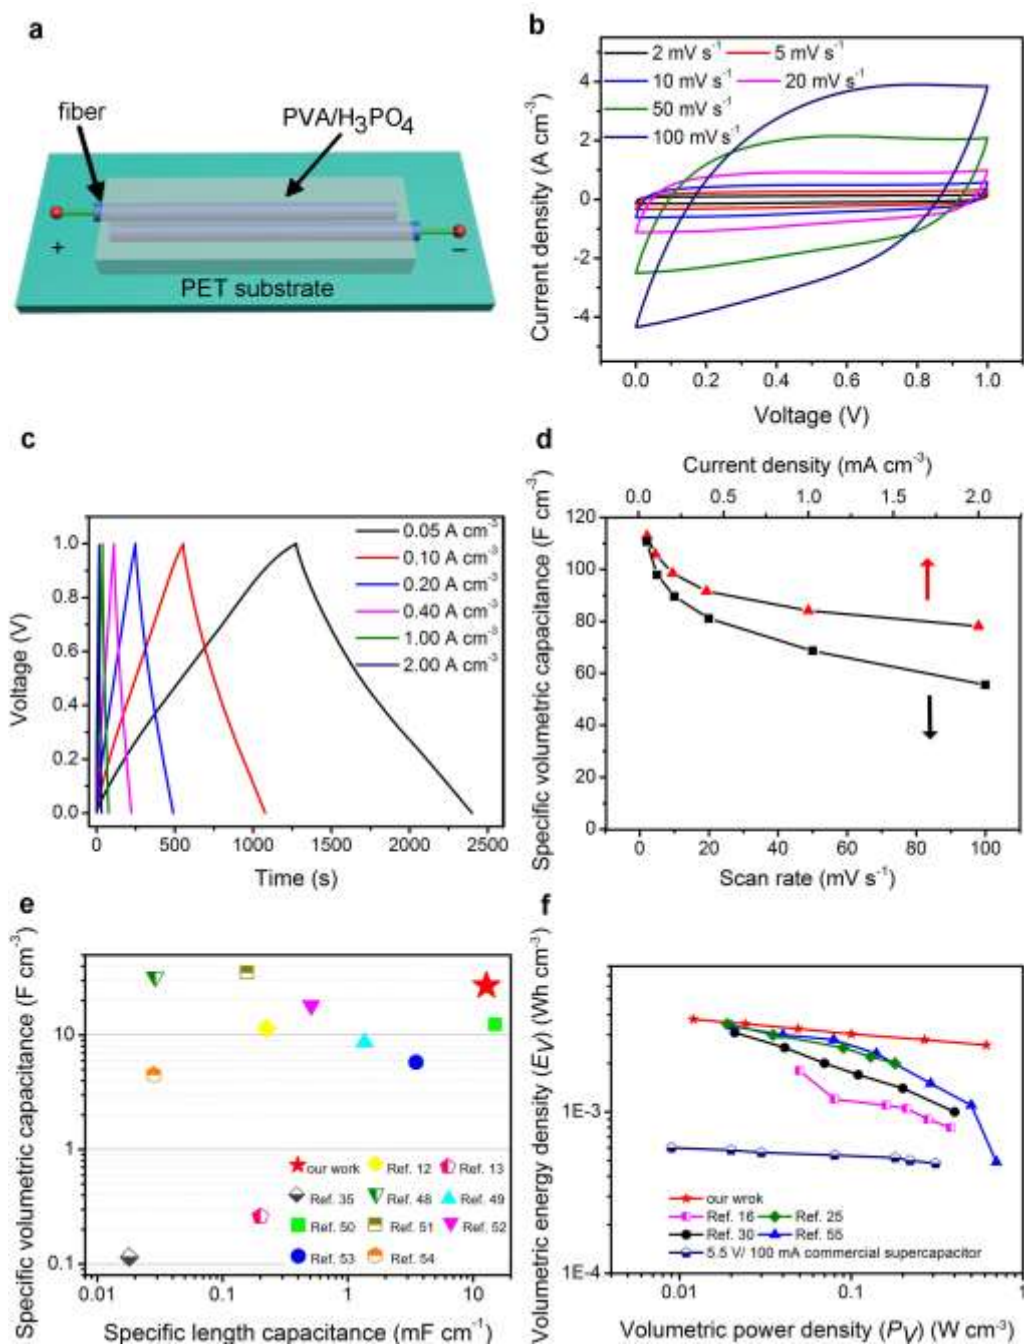 a
fiber
PVA/H₃PO₄
+
−
PET substrate
b
Current density (A cm⁻³)
4
2
0
-2
-4
2 mV s⁻¹
5 mV s⁻¹
10 mV s⁻¹
20 mV s⁻¹
50 mV s⁻¹
100 mV s⁻¹
0.0 0.2 0.4 0.6 0.8 1.0
Voltage (V)
c
Voltage (V)
1.0
0.8
0.6
0.4
0.2
0.0
0.05 A cm⁻³
0.10 A cm⁻³
0.20 A cm⁻³
0.40 A cm⁻³
1.00 A cm⁻³
2.00 A cm⁻³
0 500 1000 1500 2000 2500
Time (s)
d
Current density (mA cm⁻³)
0.0 0.5 1.0 1.5 2.0
Specific volumetric capacitance (F cm⁻³)
120
100
80
60
40
20
0
0 20 40 60 80 100
Scan rate (mV s⁻¹)
e
Specific volumetric capacitance (F cm⁻³)
10
1
0.1
our work
Ref. 12
Ref. 13
Ref. 35
Ref. 48
Ref. 49
Ref. 50
Ref. 51
Ref. 52
Ref. 53
Ref. 54
0.01 0.1 1 10
Specific length capacitance (mF cm⁻¹)
f
Volumetric energy density (Eᵥ) (Wh cm⁻³)
1E-3
1E-4
our wrok
Ref. 16
Ref. 25
Ref. 30
Ref. 55
5.5 V/ 100 mA commercial supercapacitor
0.01 0.1 1
Volumetric power density (Pᵥ) (W cm⁻³)